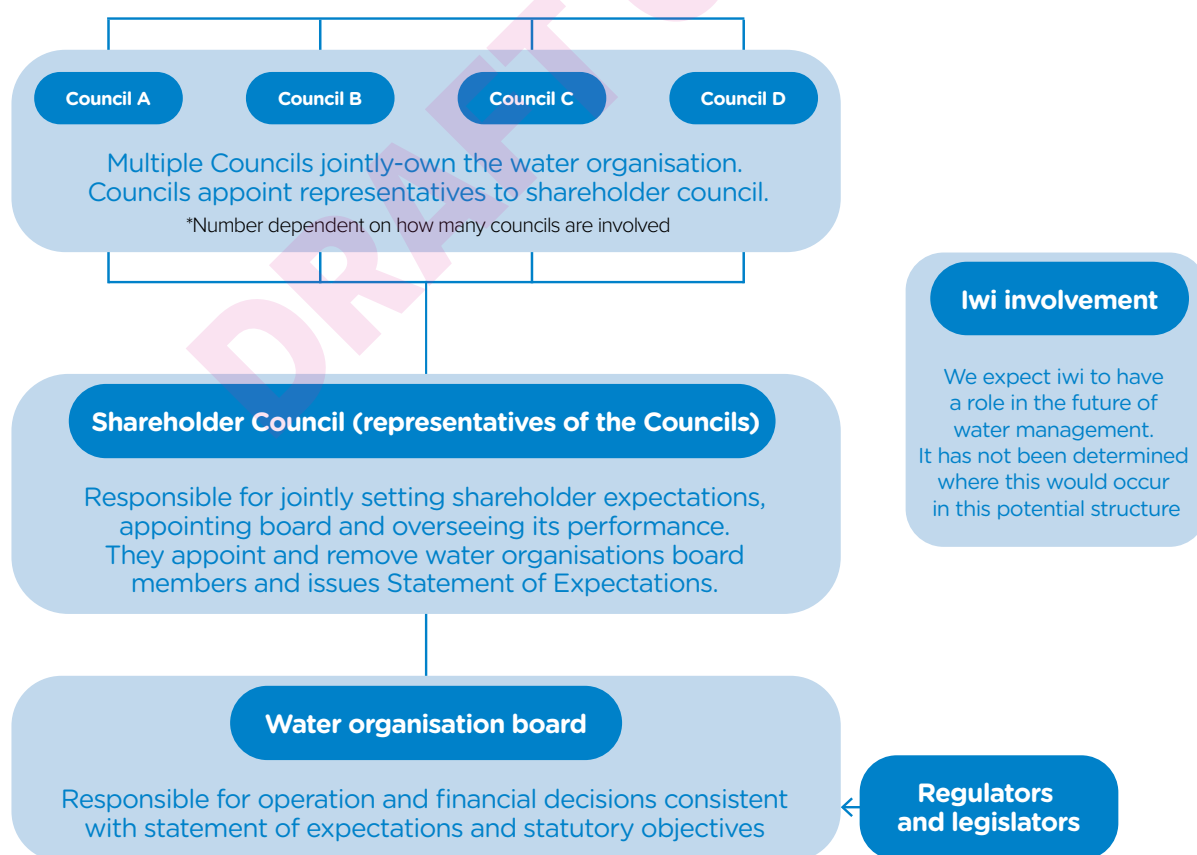 Council A
Council B
Council C
Council D
Multiple Councils jointly-own the water organisation.
Councils appoint representatives to shareholder council.
*Number dependent on how many councils are involved
Iwi involvement
We expect iwi to have
a role in the future of
water management.
It has not been determined
where this would occur
in this potential structure
Shareholder Council (representatives of the Councils)
Responsible for jointly setting shareholder expectations,
appointing board and overseeing its performance.
They appoint and remove water organisations board
members and issues Statement of Expectations.
Water organisation board
Responsible for operation and financial decisions consistent
with statement of expectations and statutory objectives
Regulators
and legislators
DRAFT